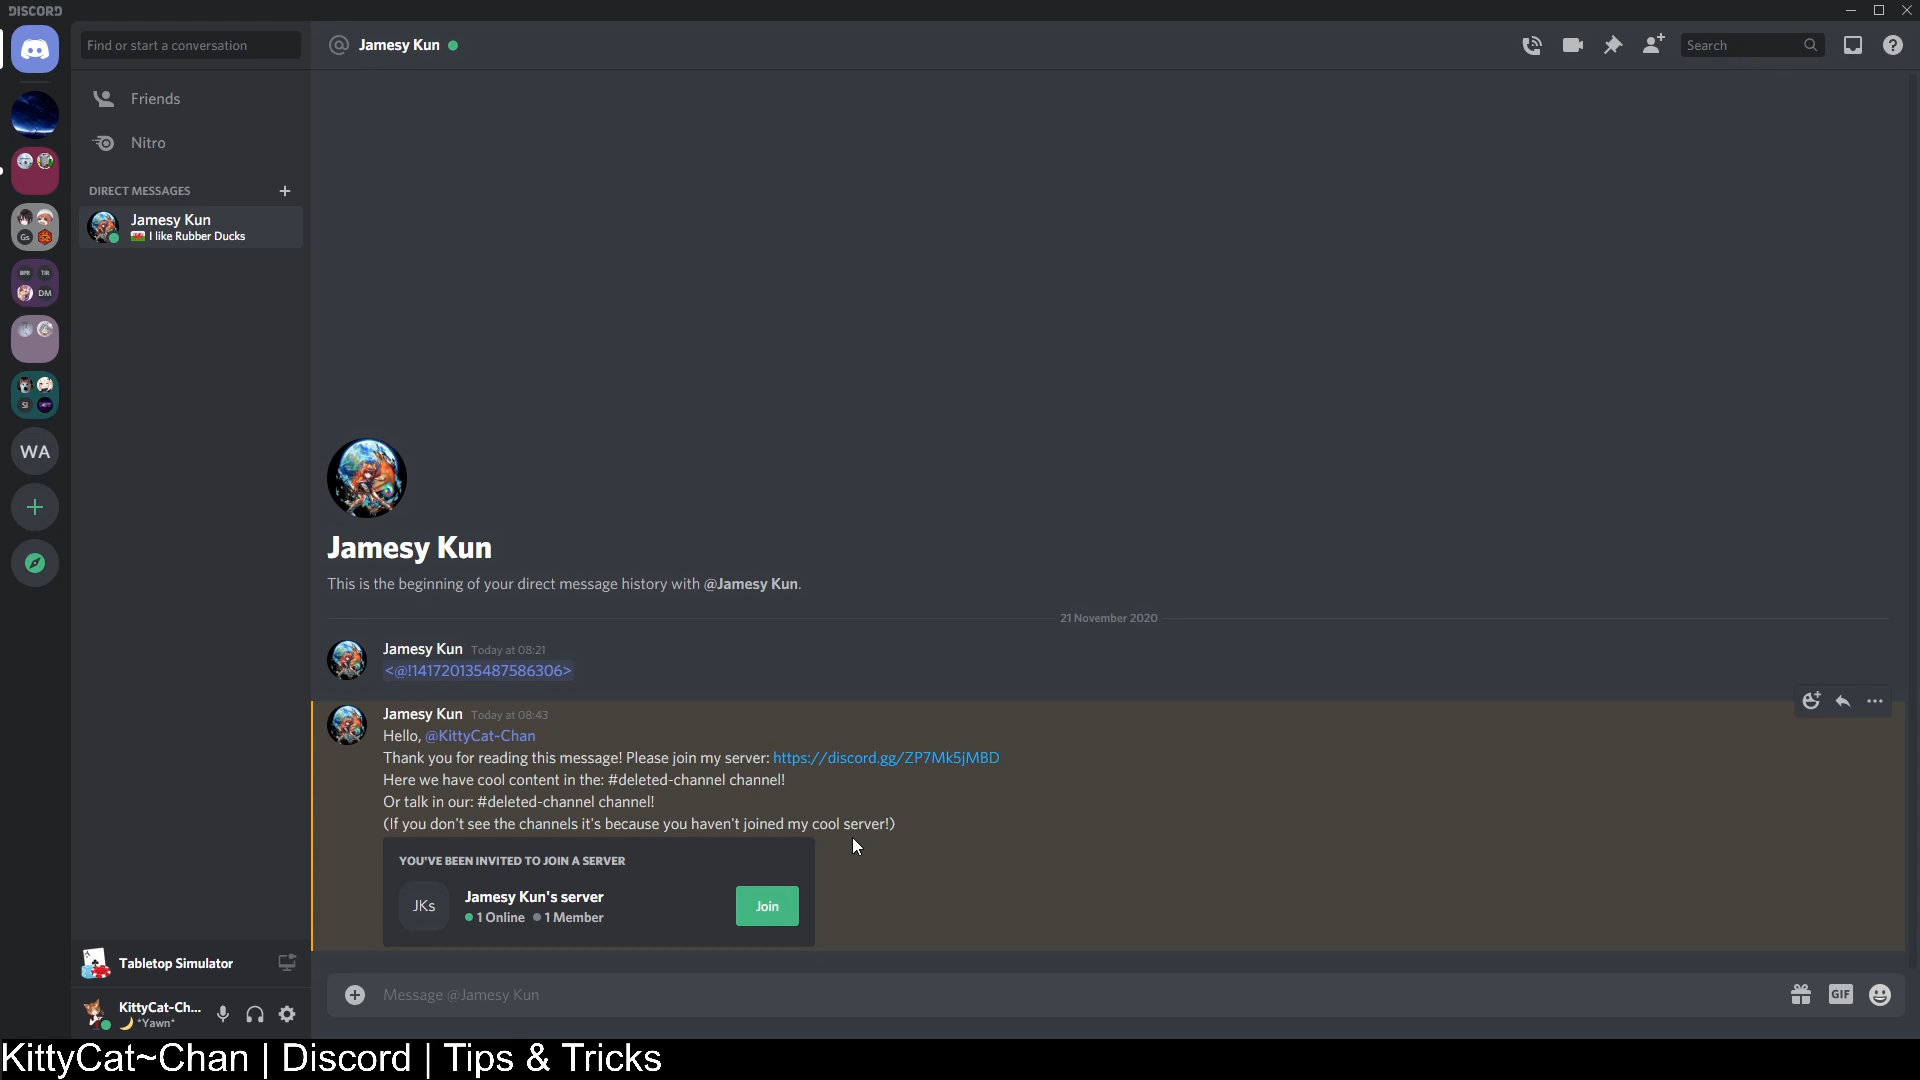 DISCORD
Find or start a conversation
Jamesy Kun
Search
Friends
Nitro
DIRECT MESSAGES
Jamesy Kun
I like Rubber Ducks
Gs
BPR TIR
DM
SI
WA
Jamesy Kun
This is the beginning of your direct message history with @Jamesy Kun.
21 November 2020
Jamesy Kun Today at 08:21
<@!141720135487586306>
Jamesy Kun Today at 08:43
Hello, @KittyCat~Chan
Thank you for reading this message! Please join my server: https://discord.gg/ZP7Mk5jMBD
Here we have cool content in the: #deleted-channel channel!
Or talk in our: #deleted-channel channel!
(If you don't see the channels it's because you haven't joined my cool server!)
YOU'VE BEEN INVITED TO JOIN A SERVER
JKs
Jamesy Kun's server
1 Online 1 Member
Join
Tabletop Simulator
KittyCat-Ch...
*Yawn*
Message @Jamesy Kun
GIF
KittyCat~Chan | Discord | Tips & Tricks